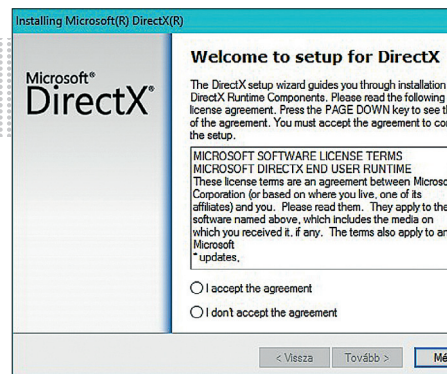 Installing Microsoft(R) DirectX(R)
Microsoft®
DirectX®
Welcome to setup for DirectX
The DirectX setup wizard guides you through installation
DirectX Runtime Components. Please read the following
license agreement. Press the PAGE DOWN key to see
of the agreement. You must accept the agreement to
the setup.
MICROSOFT SOFTWARE LICENSE TERMS
MICROSOFT DIRECTX END USER RUNTIME
These license terms are an agreement between
Corporation (or based on where you live, one of its
affiliates) and you. Please read them. They apply to the
software named above, which includes the media on
which you received it, if any. The terms also apply to
Microsoft
* updates,
I accept the agreement
I don't accept the agreement
< Vissza
Tovább >